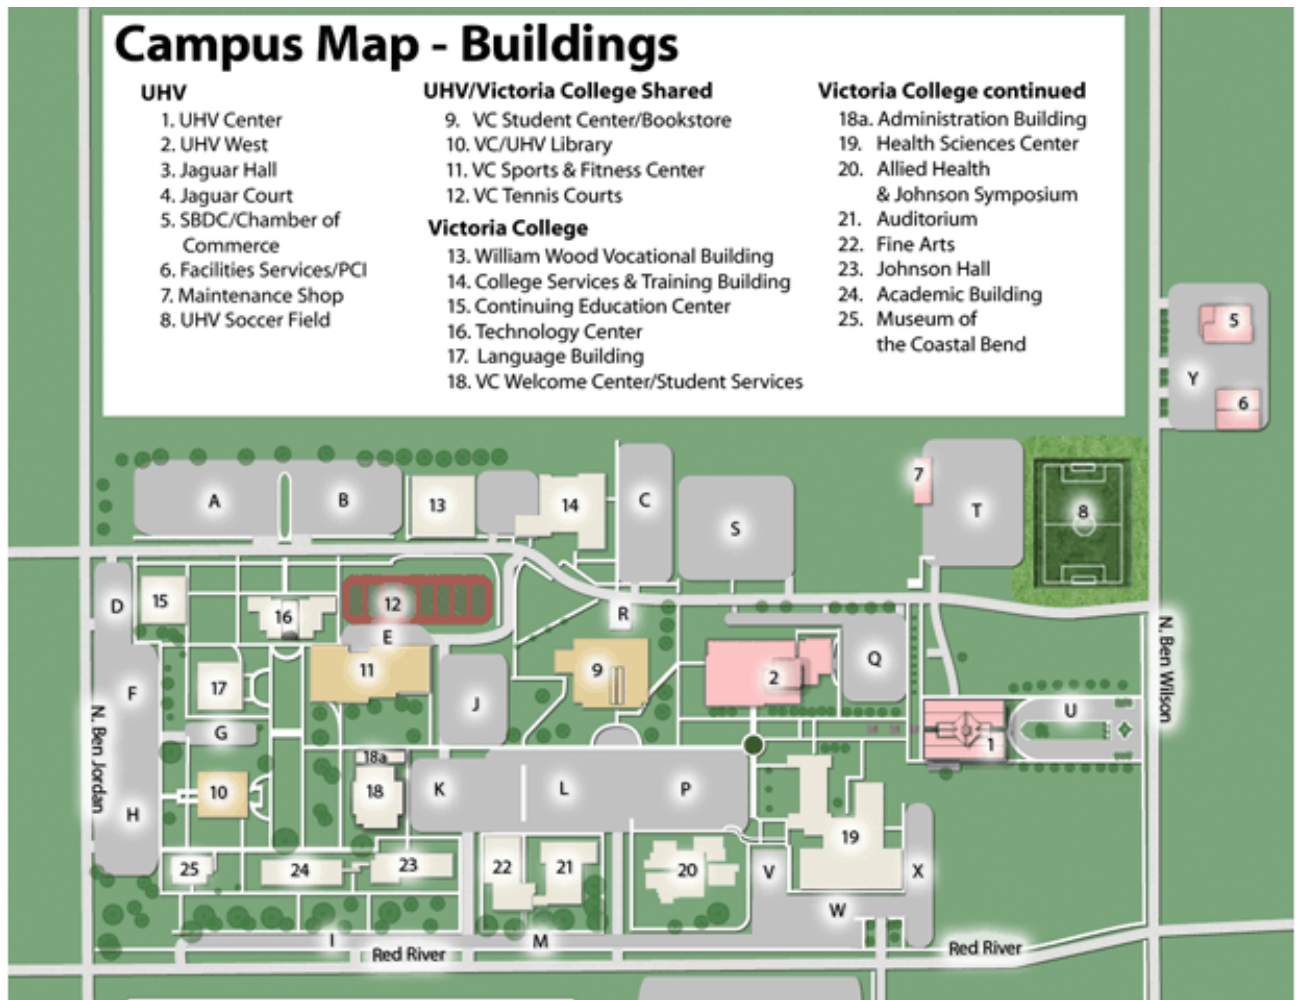 Campus Map - Buildings
UHV
1. UHV Center
2. UHV West
3. Jaguar Hall
4. Jaguar Court
5. SBDC/Chamber of
Commerce
6. Facilities Services/PCI
7. Maintenance Shop
8. UHV Soccer Field
UHV/Victoria College Shared
9. VC Student Center/Bookstore
10. VC/UHV Library
11. VC Sports & Fitness Center
12. VC Tennis Courts
Victoria College
13. William Wood Vocational Building
14. College Services & Training Building
15. Continuing Education Center
16. Technology Center
17. Language Building
18. VC Welcome Center/Student Services
Victoria College continued
18a. Administration Building
19. Health Sciences Center
20. Allied Health
& Johnson Symposium
21. Auditorium
22. Fine Arts
23. Johnson Hall
24. Academic Building
25. Museum of
the Coastal Bend
5
Y
6
A
B
13
14
C
S
7
T
8
D
15
16
12
E
R
11
9
2
Q
N. Ben Wilson
F
17
J
U
N. Ben Jordan
G
1
18a
H
10
18
K
L
P
19
25
24
23
22
21
20
V
X
W
I
M
Red River
Red River